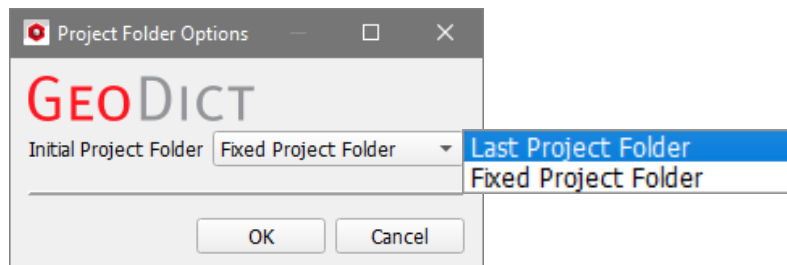 Project Folder Options
GEODICT
Initial Project Folder Fixed Project Folder
Last Project Folder
Fixed Project Folder
OK Cancel